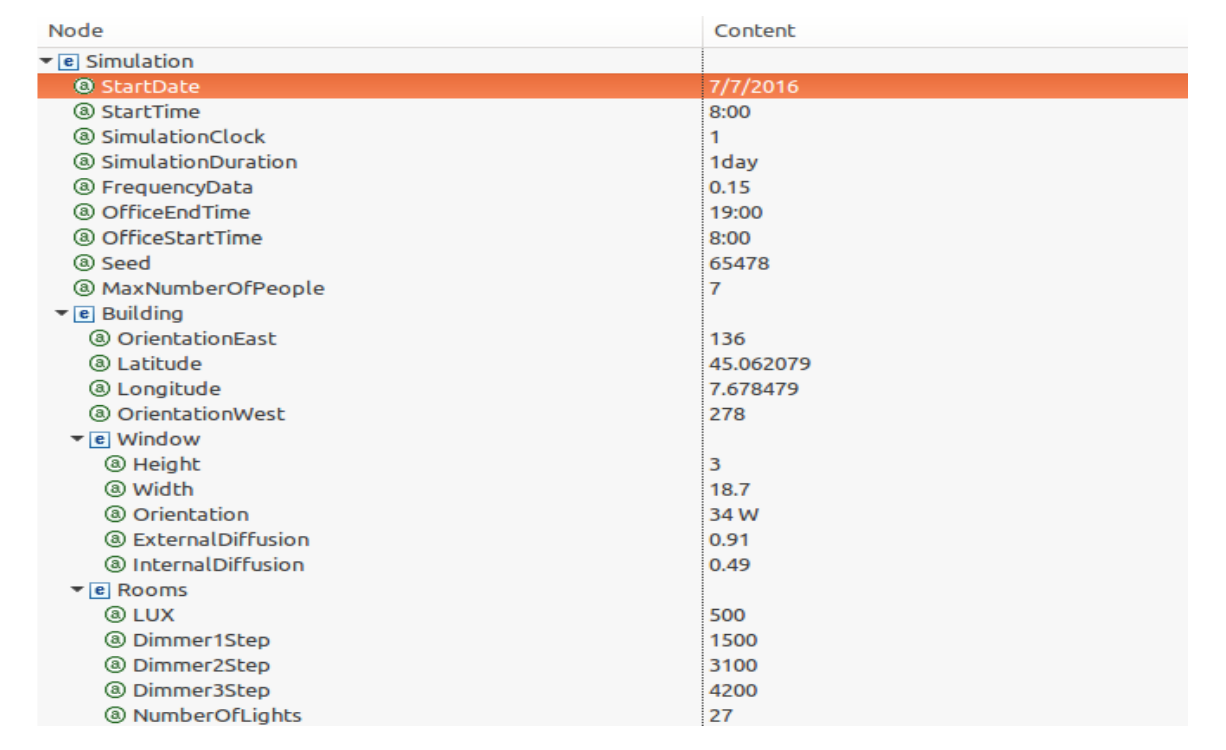 Node Content
e Simulation
a StartDate 7/7/2016
a StartTime 8:00
a SimulationClock 1
a SimulationDuration 1day
a FrequencyData 0.15
a OfficeEndTime 19:00
a OfficeStartTime 8:00
a Seed 65478
a MaxNumberOfPeople 7
e Building
a OrientationEast 136
a Latitude 45.062079
a Longitude 7.678479
a OrientationWest 278
e Window
a Height 3
a Width 18.7
a Orientation 34 W
a ExternalDiffusion 0.91
a InternalDiffusion 0.49
e Rooms
a LUX 500
a Dimmer1Step 1500
a Dimmer2Step 3100
a Dimmer3Step 4200
a NumberOfLights 27